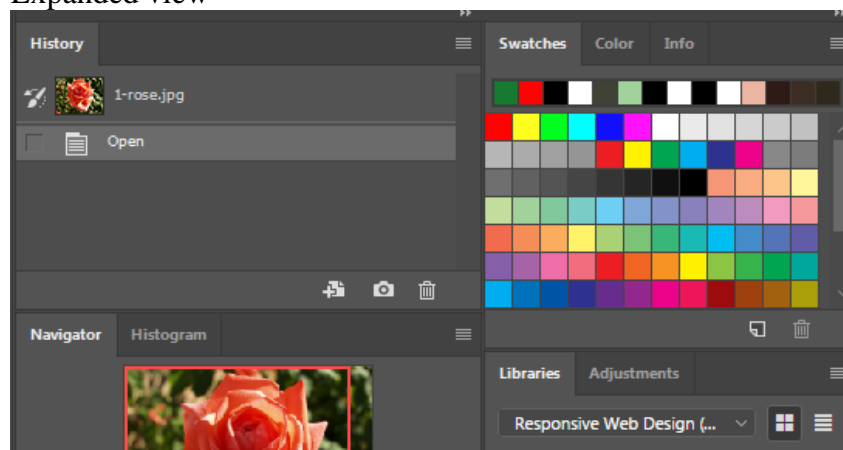 Expanded view
History
1-rose.jpg
Open
Navigator Histogram
Swatches Color Info
Libraries Adjustments
Responsive Web Design (...